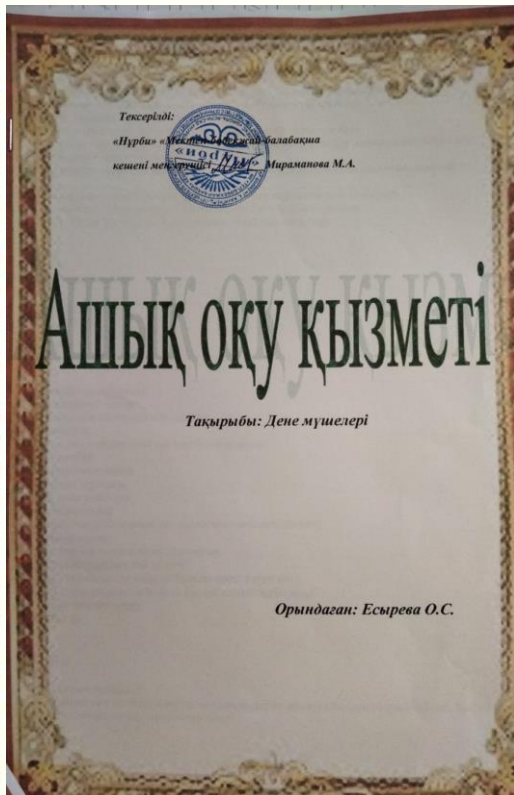 Тексерілді:
«Нұрби» «Мектеп-бөбекжай-балабақша
кешені меңгерушісі Мираманова М.А.
Ашық оқу қызметі
Тақырыбы: Дене мүшелері
Орындаған: Есырева О.С.